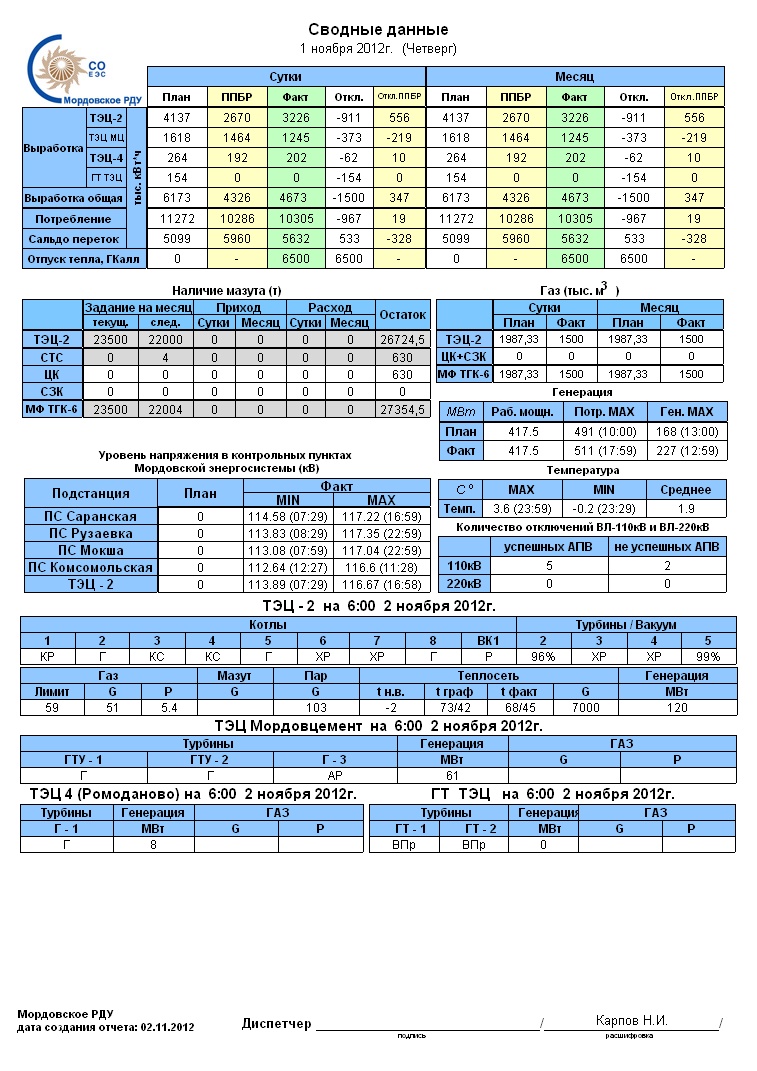 Сводные данные
1 ноября 2012г. (Четверг)
СО
ЕЭС
Мордовское РДУ
Сутки Месяц
План ППБР Факт Откл. Откл.ППБР План ППБР Факт Откл. Откл.ППБР
Выработка
тыс. кВт*ч
ТЭЦ-2 4137 2670 3226 -911 556 4137 2670 3226 -911 556
ТЭЦ МЦ 1618 1464 1245 -373 -219 1618 1464 1245 -373 -219
ТЭЦ-4 264 192 202 -62 10 264 192 202 -62 10
ГТ ТЭЦ 154 0 0 -154 0 154 0 0 -154 0
Выработка общая 6173 4326 4673 -1500 347 6173 4326 4673 -1500 347
Потребление 11272 10286 10305 -967 19 11272 10286 10305 -967 19
Сальдо переток 5099 5960 5632 533 -328 5099 5960 5632 533 -328
Отпуск тепла, ГКалл 0 - 6500 6500 - 0 - 6500 6500 -
Наличие мазута (т)
Задание на месяц Приход Расход Остаток
текущ. след. Сутки Месяц Сутки Месяц
ТЭЦ-2 23500 22000 0 0 0 0 26724,5
СТС 0 4 0 0 0 0 630
ЦК 0 0 0 0 0 0 630
СЗК 0 0 0 0 0 0 0
МФ ТГК-6 23500 22004 0 0 0 0 27354,5
Газ (тыс. м3 )
Сутки Месяц
План Факт План Факт
ТЭЦ-2 1987,33 1500 1987,33 1500
ЦК+СЗК 0 0 0 0
МФ ТГК-6 1987,33 1500 1987,33 1500
Генерация
МВт Раб. мощн. Потр. МАХ Ген. МАХ
План 417.5 491 (10:00) 168 (13:00)
Факт 417.5 511 (17:59) 227 (12:59)
Уровень напряжения в контрольных пунктах
Мордовской энергосистемы (кВ)
Подстанция План Факт
MIN MAX
ПС Саранская 0 114.58 (07:29) 117.22 (16:59)
ПС Рузаевка 0 113.83 (08:29) 117.35 (22:59)
ПС Мокша 0 113.08 (07:59) 117.04 (22:59)
ПС Комсомольская 0 112.64 (12:27) 116.6 (11:28)
ТЭЦ - 2 0 113.89 (07:29) 116.67 (16:58)
Температура
С º MAX MIN Среднее
Темп. 3.6 (23:59) -0.2 (23:29) 1.9
Количество отключений ВЛ-110кВ и ВЛ-220кВ
успешных АПВ не успешных АПВ
110кВ 5 2
220кВ 0 0
ТЭЦ - 2 на 6:00 2 ноября 2012г.
Котлы Турбины / Вакуум
1 2 3 4 5 6 7 8 ВК1 2 3 4 5
КР Г КС КС Г ХР ХР Г Р 96% ХР ХР 99%
Газ Мазут Пар Теплосеть Генерация
Лимит G P G G t н.в. t граф t факт G МВт
59 51 5.4 103 -2 73/42 68/45 7000 120
ТЭЦ Мордовцемент на 6:00 2 ноября 2012г.
Турбины Генерация ГАЗ
ГТУ - 1 ГТУ - 2 Г - 3 МВт G P
Г Г АР 61
ТЭЦ 4 (Ромоданово) на 6:00 2 ноября 2012г.
Турбины Генерация ГАЗ
Г - 1 МВт G P
Г 8
ГТ ТЭЦ на 6:00 2 ноября 2012г.
Турбины Генерация ГАЗ
ГТ - 1 ГТ - 2 МВт G P
ВПр ВПр 0
Мордовское РДУ
дата создания отчета: 02.11.2012
Диспетчер / Карпов Н.И. /
подпись расшифровка